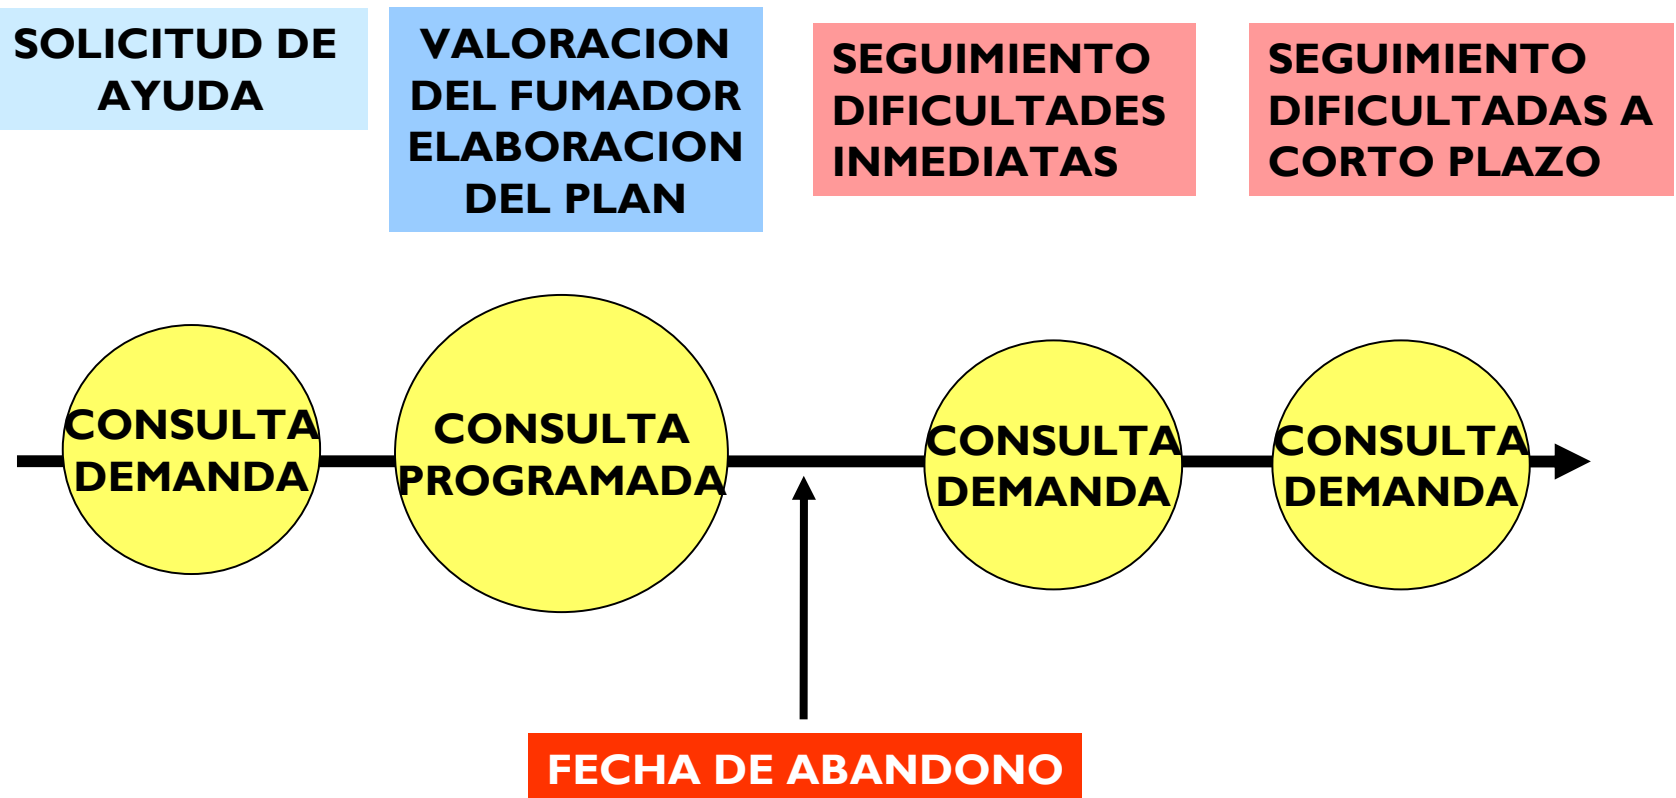 SOLICITUD DE
AYUDA
VALORACION
DEL FUMADOR
ELABORACION
DEL PLAN
SEGUIMIENTO
DIFICULTADES
INMEDIATAS
SEGUIMIENTO
DIFICULTADAS A
CORTO PLAZO
CONSULTA
DEMANDA
CONSULTA
PROGRAMADA
CONSULTA
DEMANDA
CONSULTA
DEMANDA
FECHA DE ABANDONO